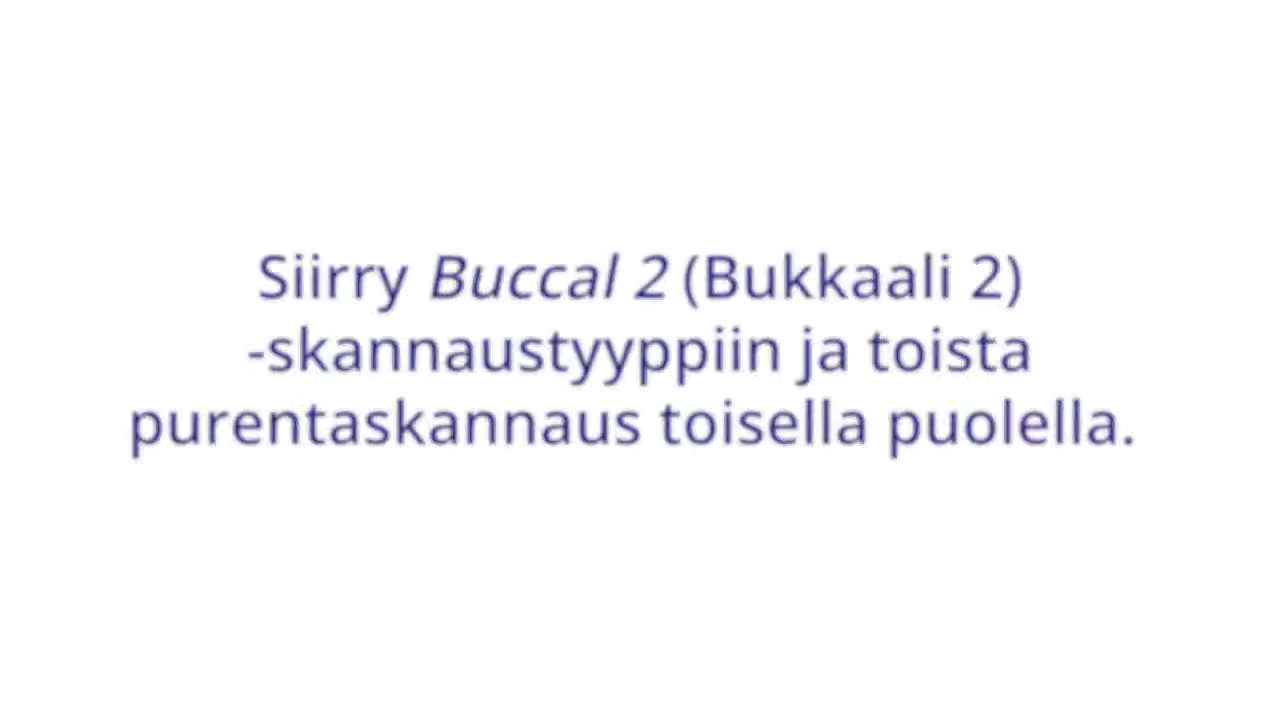 Siirry Buccal 2 (Bukkaali 2)
-skannaustyyppiin ja toista
purentaskannaus toisella puolella.